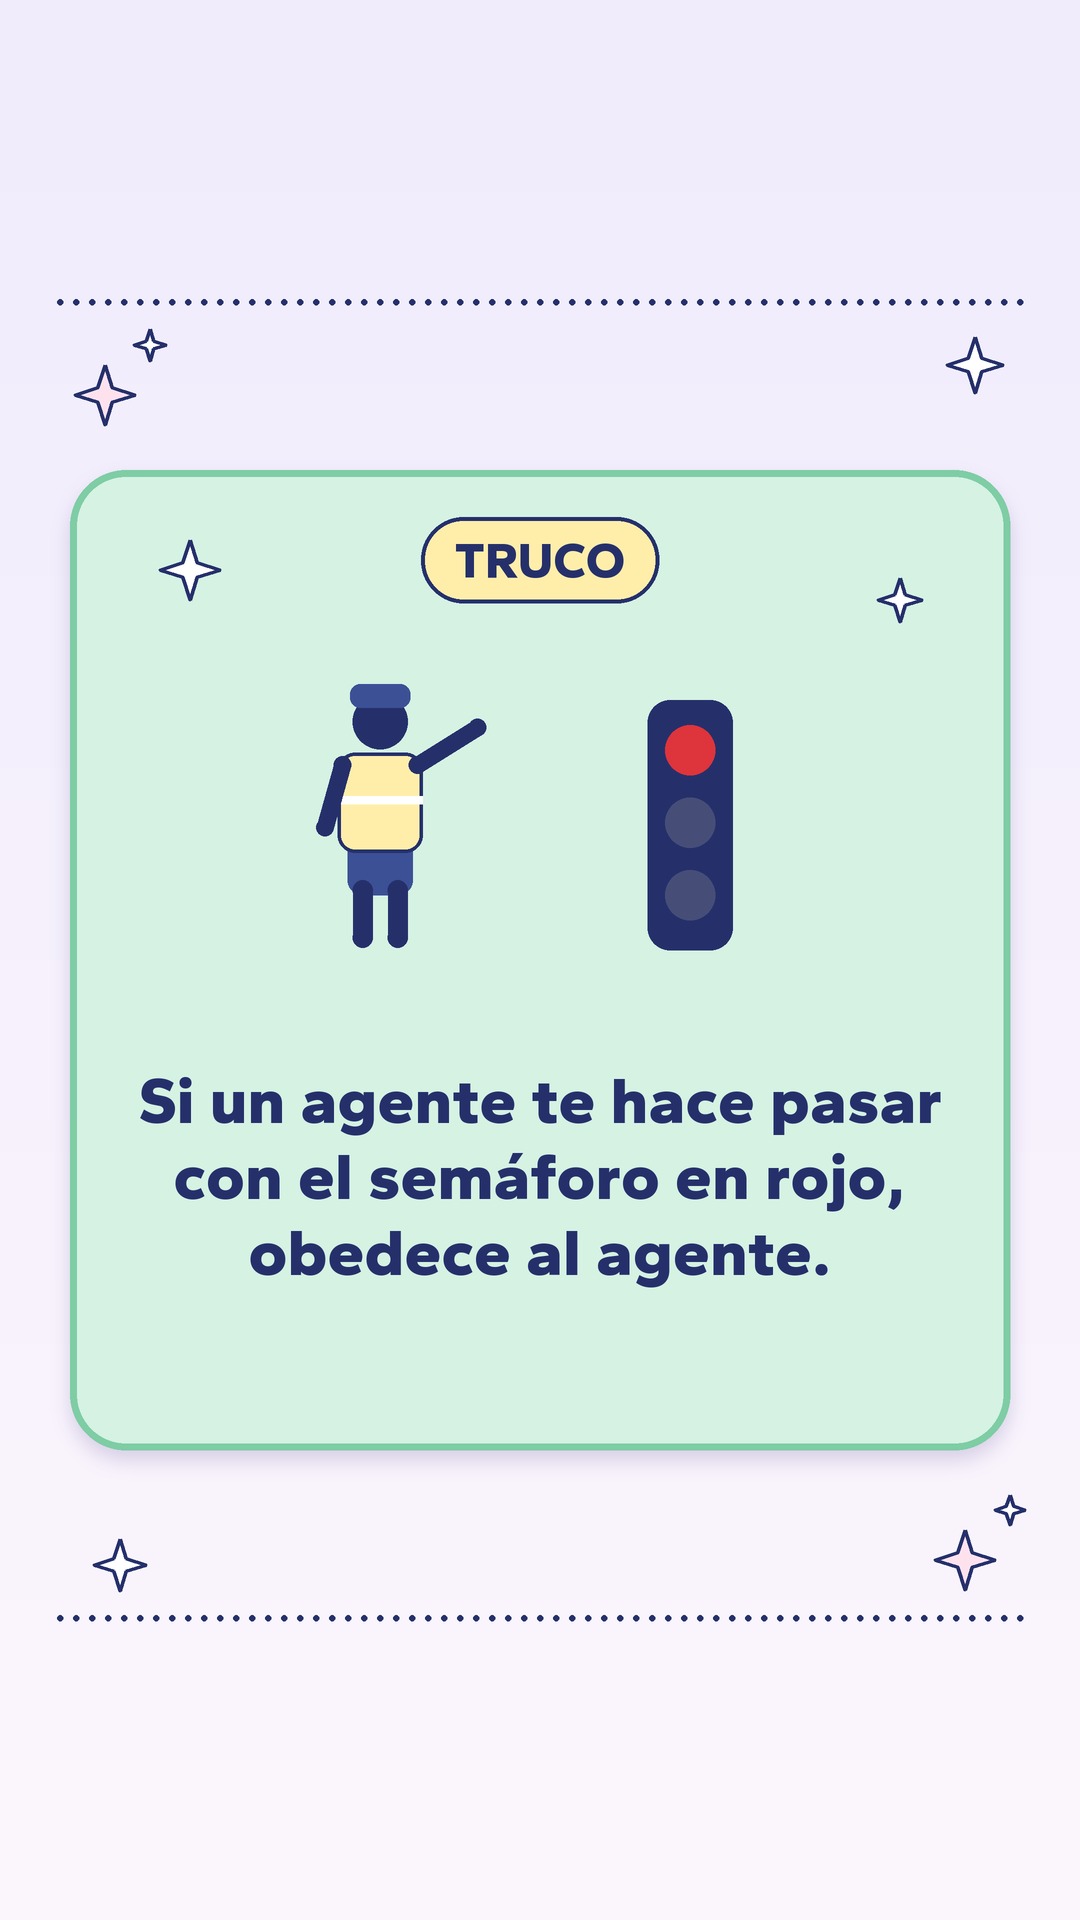 TRUCO
Si un agente te hace pasar
con el semáforo en rojo,
obedece al agente.